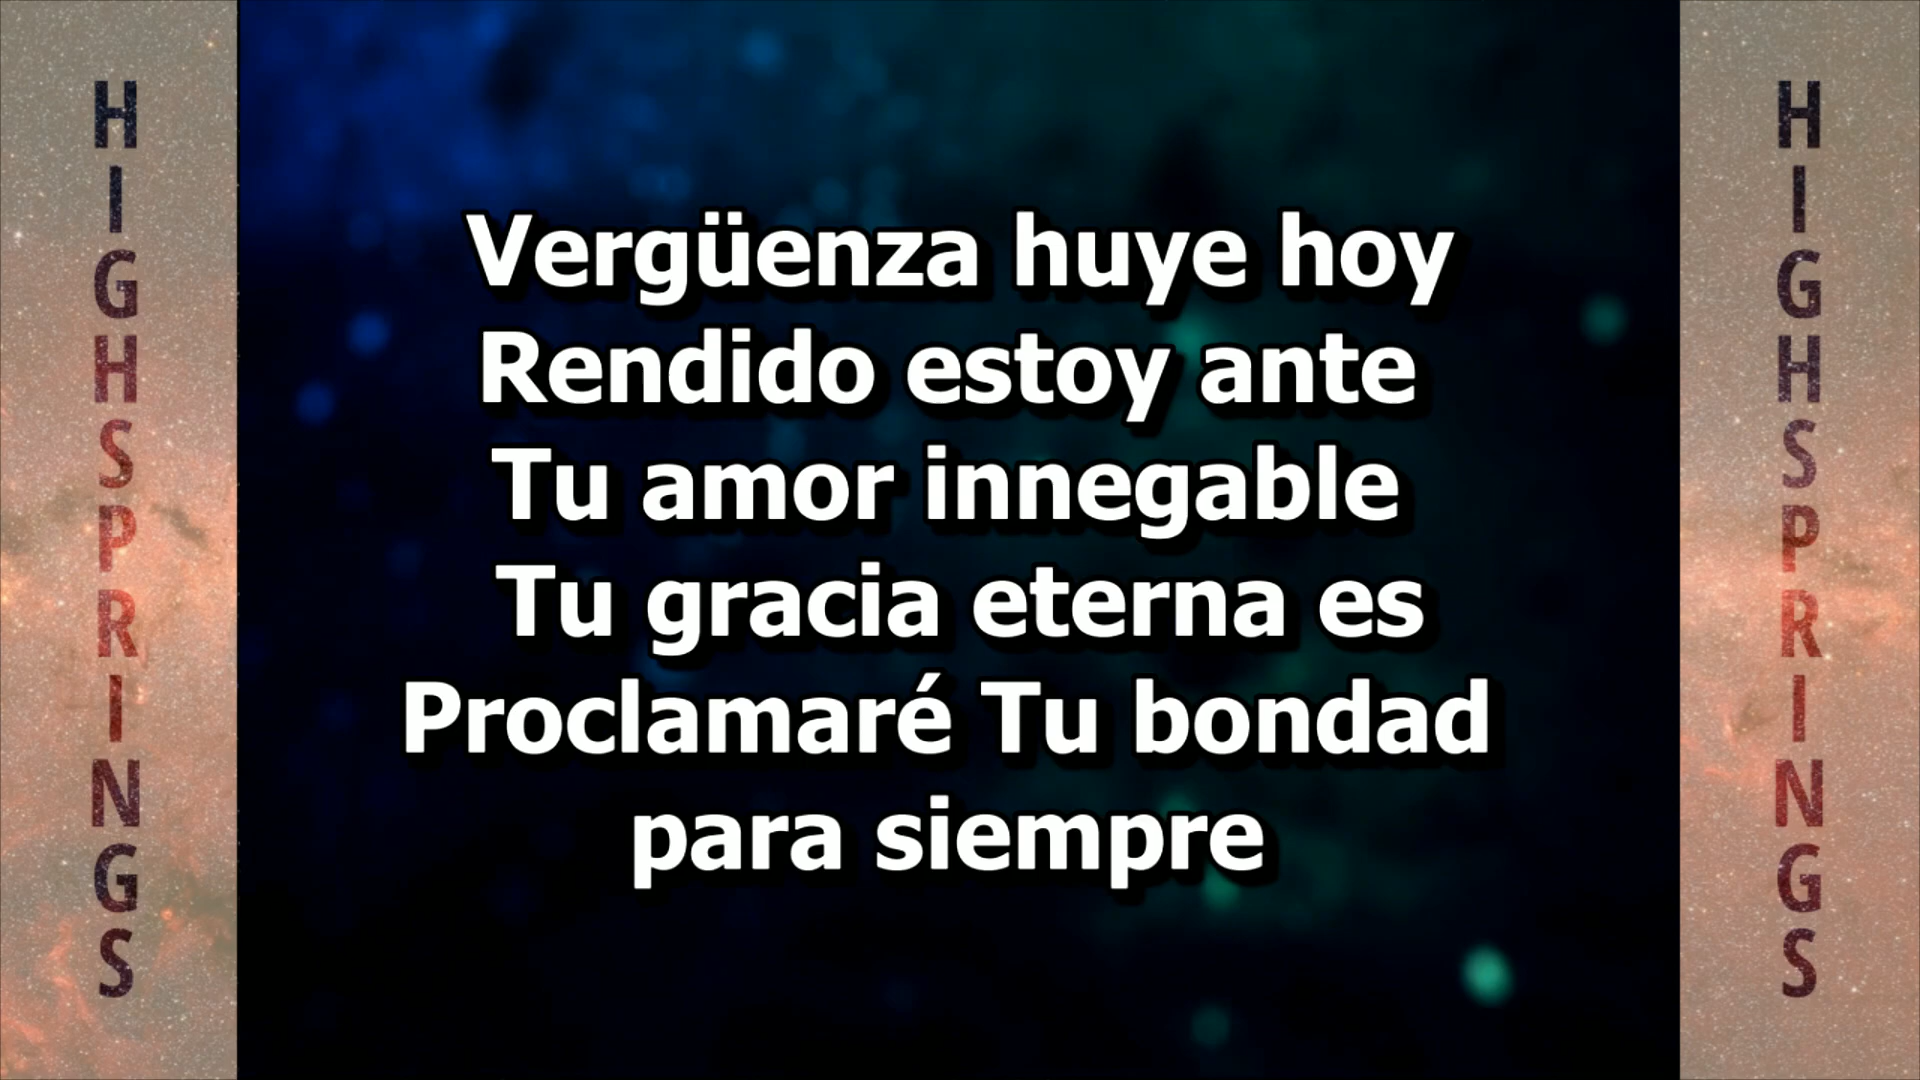 HIGHSPRINGS
Vergüenza huye hoy
Rendido estoy ante
Tu amor innegable
Tu gracia eterna es
Proclamaré Tu bondad
para siempre
HIGHSPRINGS